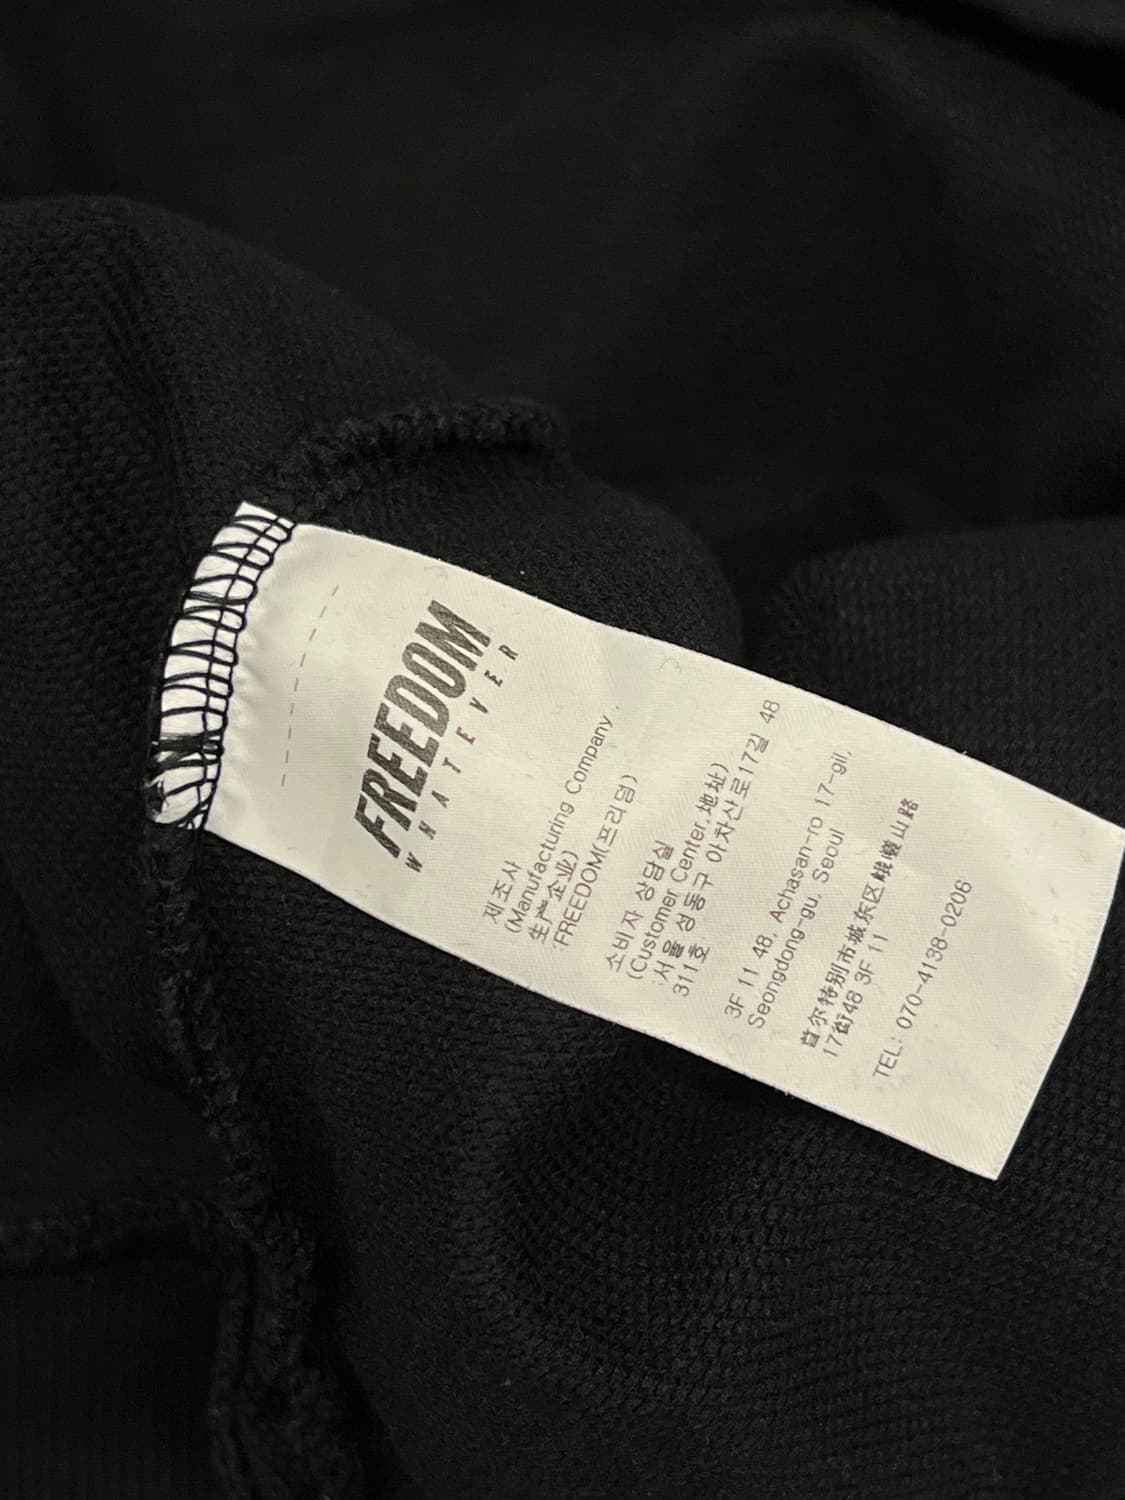 FREEDOM
WHATEVER
제조사
(Manufacturing Company,
生产企业)
:FREEDOM(프리덤)
소비자 상담실
(Customer Center,地址)
:서울 성동구 아차산로17길 48
311호
3F 11 48, Achasan-ro 17-gil,
Seongdong-gu, Seoul
首尔特别市城东区峨嵯山路
17街48 3F 11
TEL: 070-4138-0206